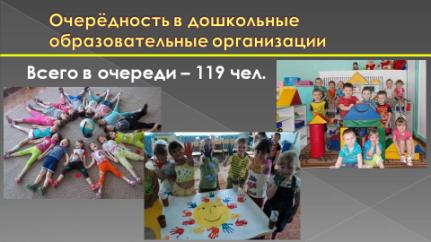 Очерёдность в дошкольные
образовательные организации
Всего в очереди – 119 чел.